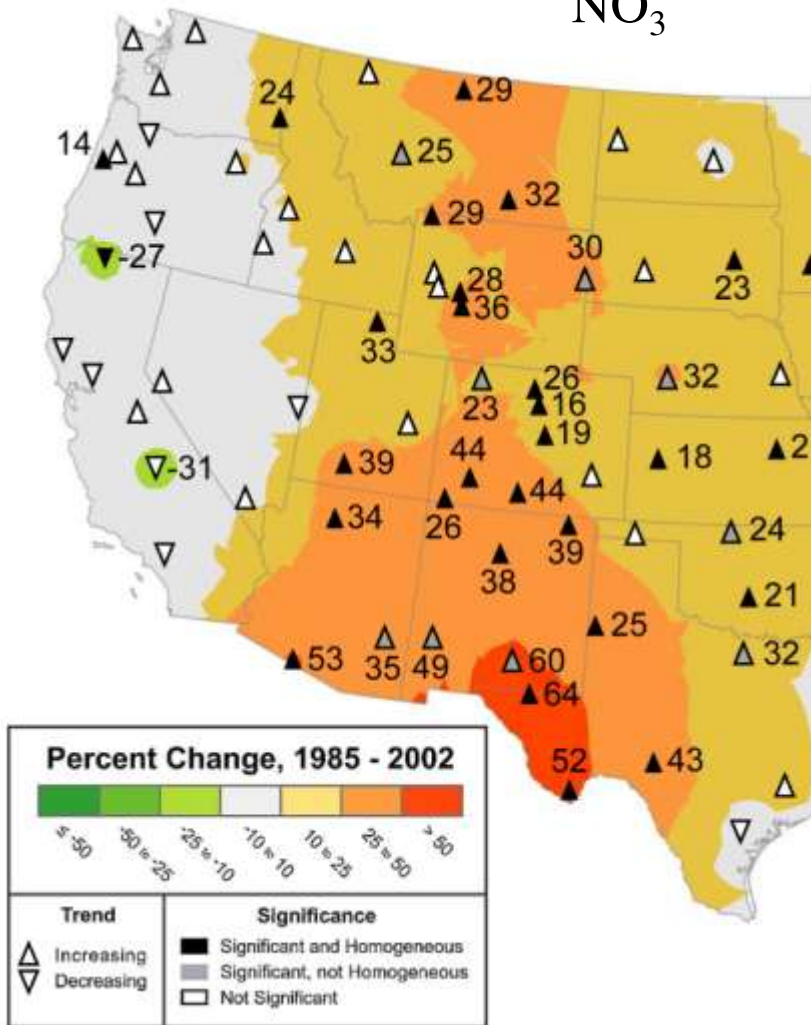 NO3
29
24
14
25
32
29
30
-27
28
23
36
33
26
32
23
16
19
44
39
18
2
-31
44
26
34
39
24
38
21
25
53
35
49
60
32
64
52
43
Percent Change, 1985 - 2002
≤ -50
-50 to -25
-25 to -10
-10 to 10
10 to 25
25 to 50
> 50
Trend
Increasing
Decreasing
Significance
Significant and Homogeneous
Significant, not Homogeneous
Not Significant